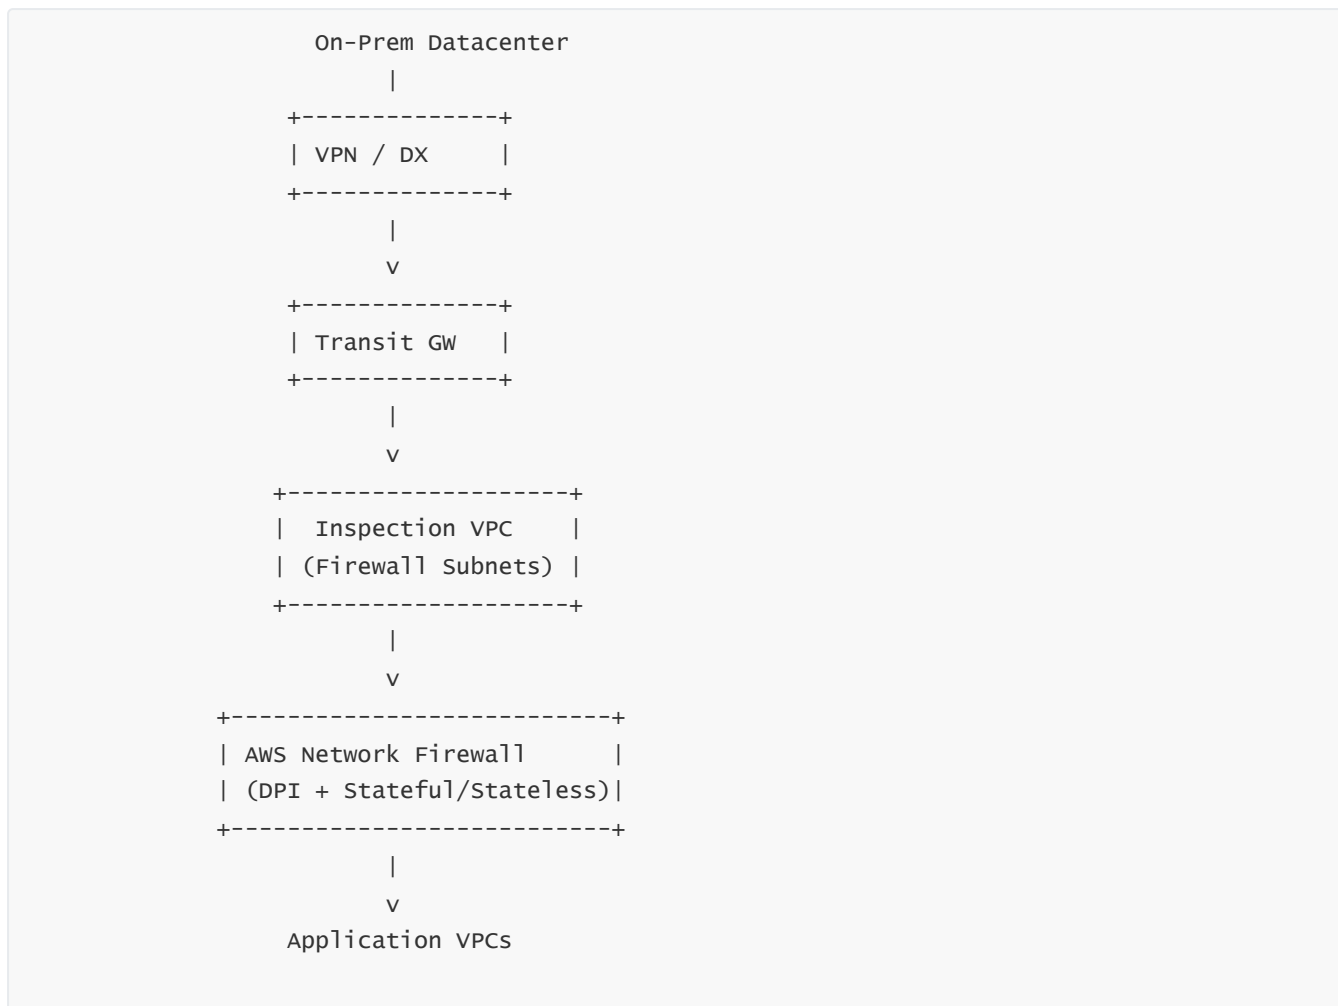 On-Prem Datacenter
|
+--------------+
| VPN / DX     |
+--------------+
|
v
+--------------+
| Transit GW   |
+--------------+
|
v
+--------------------+
|  Inspection VPC    |
| (Firewall Subnets) |
+--------------------+
|
v
+---------------------------+
| AWS Network Firewall      |
| (DPI + Stateful/Stateless)|
+---------------------------+
|
v
Application VPCs